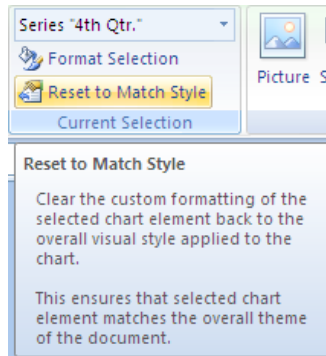 Series "4th Qtr."
Format Selection
Reset to Match Style
Picture
Current Selection
Reset to Match Style
Clear the custom formatting of the
selected chart element back to the
overall visual style applied to the
chart.
This ensures that selected chart
element matches the overall theme
of the document.